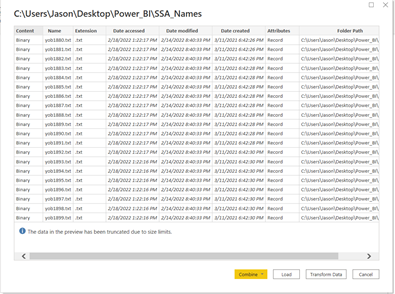 C:\Users\Jason\Desktop\Power_BI\SSA_Names
Content Name Extension Date accessed Date modified Date created Attributes Folder Path
Binary yob1880.txt .txt 2/18/2022 1:22:17 PM 2/14/2022 8:40:33 PM 3/11/2021 6:42:26 PM Record C:\Users\Jason\Desktop\Power_BI\
Binary yob1881.txt .txt 2/18/2022 1:22:17 PM 2/14/2022 8:40:33 PM 3/11/2021 6:42:26 PM Record C:\Users\Jason\Desktop\Power_BI\
Binary yob1882.txt .txt 2/18/2022 1:22:17 PM 2/14/2022 8:40:33 PM 3/11/2021 6:42:26 PM Record C:\Users\Jason\Desktop\Power_BI\
Binary yob1883.txt .txt 2/18/2022 1:22:17 PM 2/14/2022 8:40:33 PM 3/11/2021 6:42:28 PM Record C:\Users\Jason\Desktop\Power_BI\
Binary yob1884.txt .txt 2/18/2022 1:22:17 PM 2/14/2022 8:40:33 PM 3/11/2021 6:42:28 PM Record C:\Users\Jason\Desktop\Power_BI\
Binary yob1885.txt .txt 2/18/2022 1:22:17 PM 2/14/2022 8:40:33 PM 3/11/2021 6:42:28 PM Record C:\Users\Jason\Desktop\Power_BI\
Binary yob1886.txt .txt 2/18/2022 1:22:17 PM 2/14/2022 8:40:33 PM 3/11/2021 6:42:28 PM Record C:\Users\Jason\Desktop\Power_BI\
Binary yob1887.txt .txt 2/18/2022 1:22:17 PM 2/14/2022 8:40:33 PM 3/11/2021 6:42:28 PM Record C:\Users\Jason\Desktop\Power_BI\
Binary yob1888.txt .txt 2/18/2022 1:22:17 PM 2/14/2022 8:40:33 PM 3/11/2021 6:42:28 PM Record C:\Users\Jason\Desktop\Power_BI\
Binary yob1889.txt .txt 2/18/2022 1:22:17 PM 2/14/2022 8:40:33 PM 3/11/2021 6:42:28 PM Record C:\Users\Jason\Desktop\Power_BI\
Binary yob1890.txt .txt 2/18/2022 1:22:17 PM 2/14/2022 8:40:33 PM 3/11/2021 6:42:28 PM Record C:\Users\Jason\Desktop\Power_BI\
Binary yob1891.txt .txt 2/18/2022 1:22:17 PM 2/14/2022 8:40:33 PM 3/11/2021 6:42:28 PM Record C:\Users\Jason\Desktop\Power_BI\
Binary yob1892.txt .txt 2/18/2022 1:22:17 PM 2/14/2022 8:40:33 PM 3/11/2021 6:42:30 PM Record C:\Users\Jason\Desktop\Power_BI\
Binary yob1893.txt .txt 2/18/2022 1:22:16 PM 2/14/2022 8:40:33 PM 3/11/2021 6:42:30 PM Record C:\Users\Jason\Desktop\Power_BI\
Binary yob1894.txt .txt 2/18/2022 1:22:16 PM 2/14/2022 8:40:33 PM 3/11/2021 6:42:30 PM Record C:\Users\Jason\Desktop\Power_BI\
Binary yob1895.txt .txt 2/18/2022 1:22:16 PM 2/14/2022 8:40:33 PM 3/11/2021 6:42:30 PM Record C:\Users\Jason\Desktop\Power_BI\
Binary yob1896.txt .txt 2/18/2022 1:22:16 PM 2/14/2022 8:40:33 PM 3/11/2021 6:42:30 PM Record C:\Users\Jason\Desktop\Power_BI\
Binary yob1897.txt .txt 2/18/2022 1:22:16 PM 2/14/2022 8:40:33 PM 3/11/2021 6:42:30 PM Record C:\Users\Jason\Desktop\Power_BI\
Binary yob1898.txt .txt 2/18/2022 1:22:16 PM 2/14/2022 8:40:33 PM 3/11/2021 6:42:30 PM Record C:\Users\Jason\Desktop\Power_BI\
Binary yob1899.txt .txt 2/18/2022 1:22:16 PM 2/14/2022 8:40:33 PM 3/11/2021 6:42:30 PM Record C:\Users\Jason\Desktop\Power_BI\
The data in the preview has been truncated due to size limits.
Combine Load Transform Data Cancel